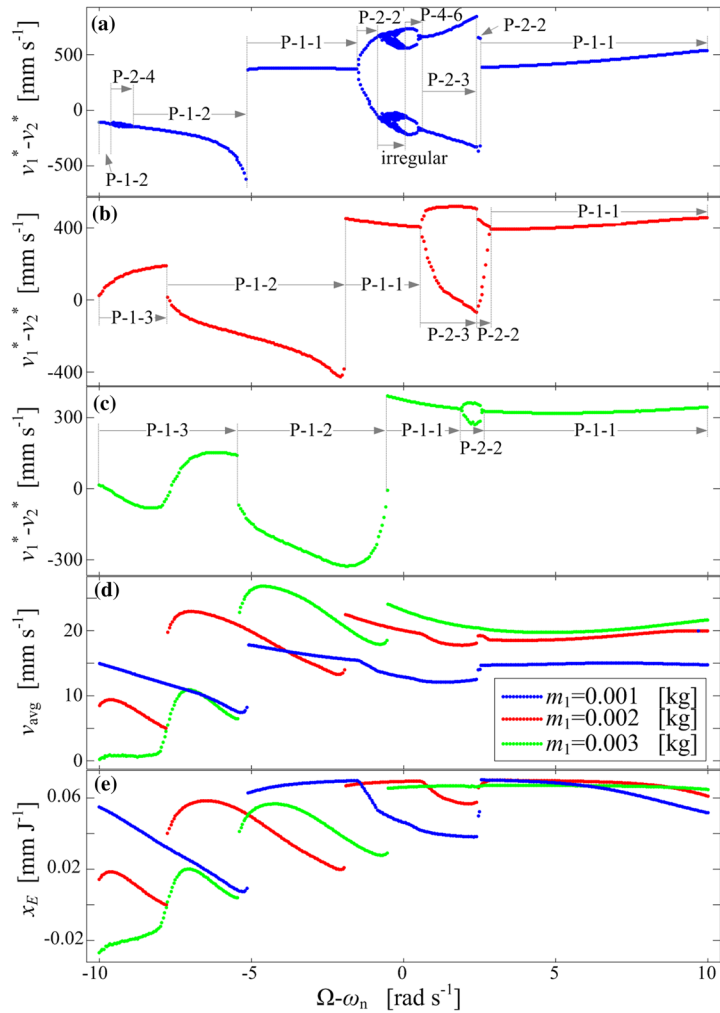 (a)
v₁*-v₂* [mm s⁻¹]
500
0
-500
P-1-2
P-2-4
P-1-2
P-1-1
P-2-2
P-4-6
P-2-3
irregular
P-2-2
P-1-1
(b)
v₁*-v₂* [mm s⁻¹]
400
0
-400
P-1-3
P-1-2
P-1-1
P-2-3
P-2-2
P-1-1
(c)
v₁*-v₂* [mm s⁻¹]
300
0
-300
P-1-3
P-1-2
P-1-1
P-2-2
P-1-1
(d)
v_avg [mm s⁻¹]
20
10
0
m₁=0.001 [kg]
m₁=0.002 [kg]
m₁=0.003 [kg]
(e)
x_E [mm J⁻¹]
0.06
0.02
-0.02
-10 -5 0 5 10
Ω-ωₙ [rad s⁻¹]